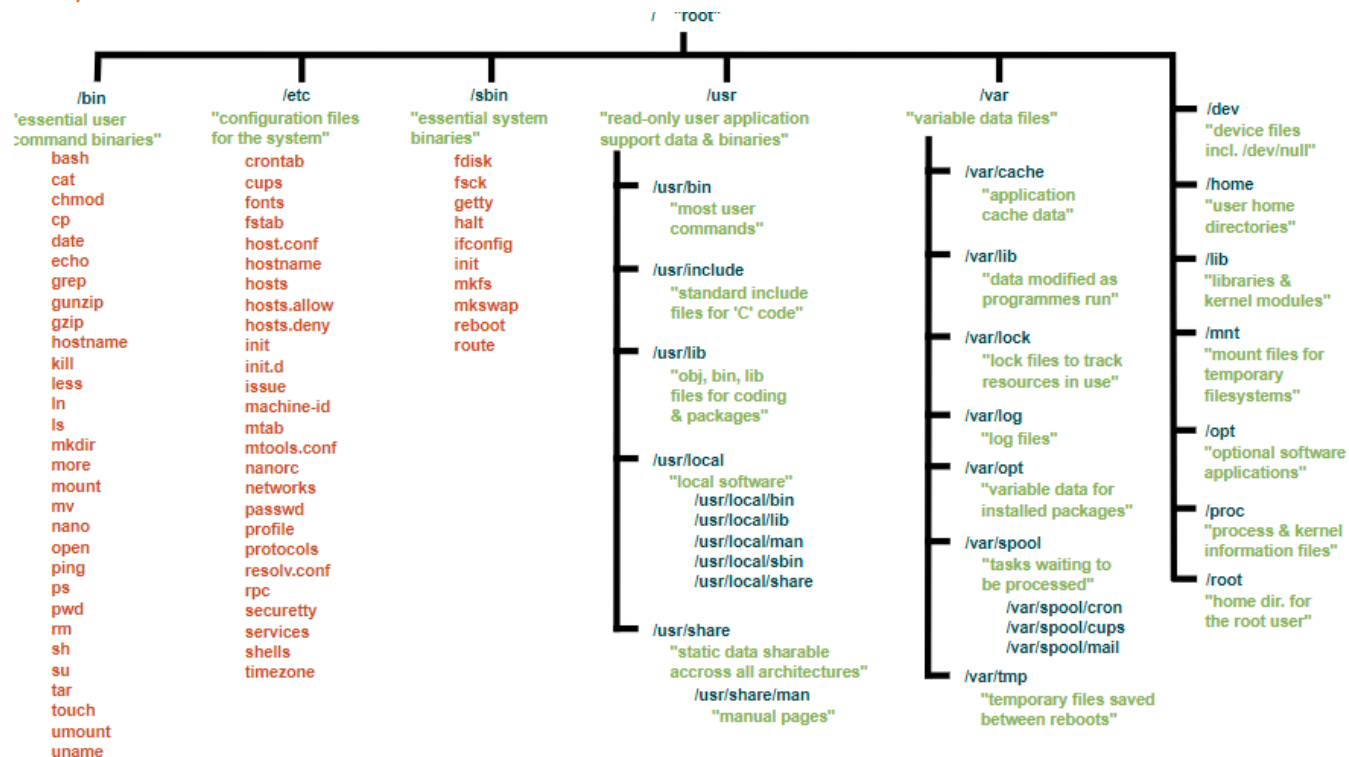 / "root"
/bin
"essential user
command binaries"
bash
cat
chmod
cp
date
echo
grep
gunzip
gzip
hostname
kill
less
ln
ls
mkdir
more
mount
mv
nano
open
ping
ps
pwd
rm
sh
su
tar
touch
umount
uname
/etc
"configuration files
for the system"
crontab
cups
fonts
fstab
host.conf
hostname
hosts
hosts.allow
hosts.deny
init
init.d
issue
machine-id
mtab
mtools.conf
nanorc
networks
passwd
profile
protocols
resolv.conf
rpc
securetty
services
shells
timezone
/sbin
"essential system
binaries"
fdisk
fsck
getty
halt
ifconfig
init
mkfs
mkswap
reboot
route
/usr
"read-only user application
support data & binaries"
/usr/bin
"most user
commands"
/usr/include
"standard include
files for 'C' code"
/usr/lib
"obj, bin, lib
files for coding
& packages"
/usr/local
"local software"
/usr/local/bin
/usr/local/lib
/usr/local/man
/usr/local/sbin
/usr/local/share
/usr/share
"static data sharable
accross all architectures"
/usr/share/man
"manual pages"
/var
"variable data files"
/var/cache
"application
cache data"
/var/lib
"data modified as
programmes run"
/var/lock
"lock files to track
resources in use"
/var/log
"log files"
/var/opt
"variable data for
installed packages"
/var/spool
"tasks waiting to
be processed"
/var/spool/cron
/var/spool/cups
/var/spool/mail
/var/tmp
"temporary files saved
between reboots"
/dev
"device files
incl. /dev/null"
/home
"user home
directories"
/lib
"libraries &
kernel modules"
/mnt
"mount files for
temporary
filesystems"
/opt
"optional software
applications"
/proc
"process & kernel
information files"
/root
"home dir. for
the root user"